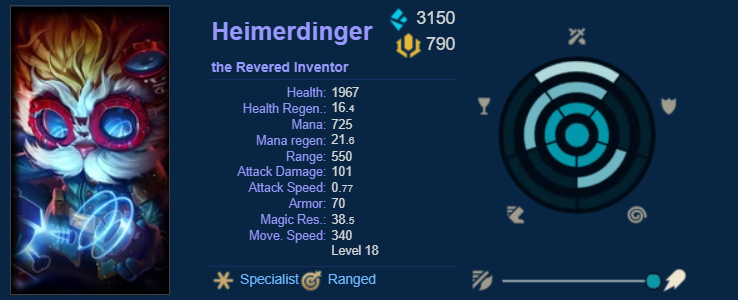 Heimerdinger
3150
790
the Revered Inventor
Health: 1967
Health Regen.: 16.4
Mana: 725
Mana regen: 21.6
Range: 550
Attack Damage: 101
Attack Speed: 0.77
Armor: 70
Magic Res.: 38.5
Move. Speed: 340
Level 18
Specialist Ranged